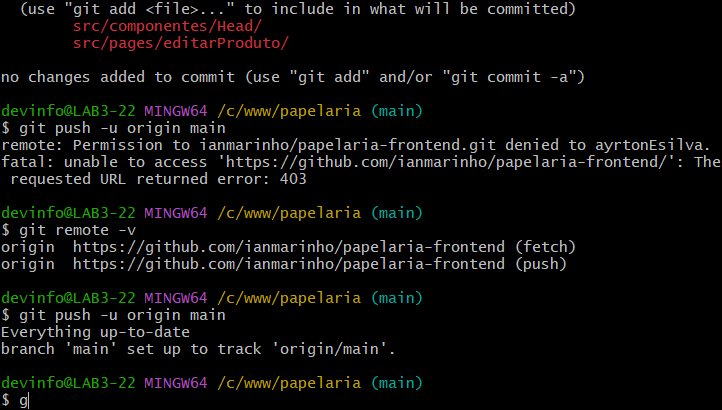 (use "git add <file>..." to include in what will be committed)
src/componentes/Head/
src/pages/editarProduto/
no changes added to commit (use "git add" and/or "git commit -a")
devinfo@LAB3-22 MINGW64 /c/www/papelaria (main)
$ git push -u origin main
remote: Permission to ianmarinho/papelaria-frontend.git denied to ayrtonEsilva.
fatal: unable to access 'https://github.com/ianmarinho/papelaria-frontend/': The
requested URL returned error: 403
devinfo@LAB3-22 MINGW64 /c/www/papelaria (main)
$ git remote -v
origin  https://github.com/ianmarinho/papelaria-frontend (fetch)
origin  https://github.com/ianmarinho/papelaria-frontend (push)
devinfo@LAB3-22 MINGW64 /c/www/papelaria (main)
$ git push -u origin main
Everything up-to-date
branch 'main' set up to track 'origin/main'.
devinfo@LAB3-22 MINGW64 /c/www/papelaria (main)
$ g